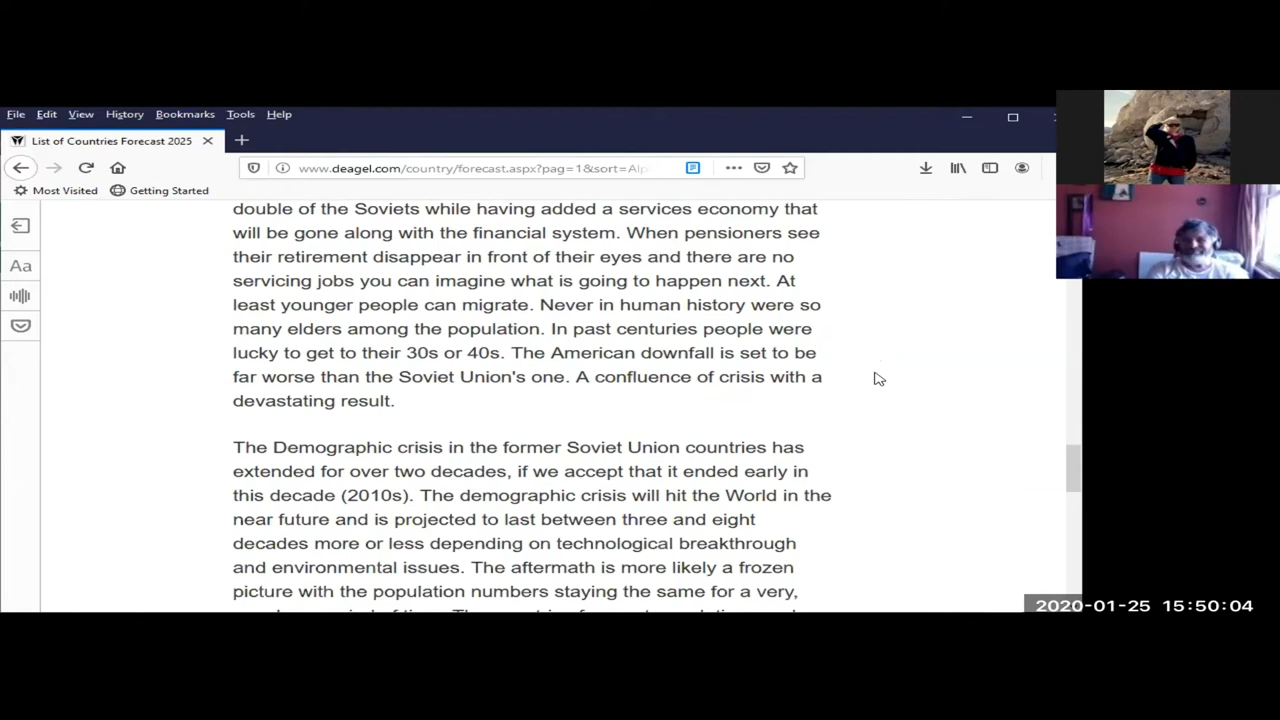 File Edit View History Bookmarks Tools Help
List of Countries Forecast 2025
www.deagel.com/country/forecast.aspx?pag=1&sort=Alp
Most Visited Getting Started
double of the Soviets while having added a services economy that
will be gone along with the financial system. When pensioners see
their retirement disappear in front of their eyes and there are no
servicing jobs you can imagine what is going to happen next. At
least younger people can migrate. Never in human history were so
many elders among the population. In past centuries people were
lucky to get to their 30s or 40s. The American downfall is set to be
far worse than the Soviet Union's one. A confluence of crisis with a
devastating result.
The Demographic crisis in the former Soviet Union countries has
extended for over two decades, if we accept that it ended early in
this decade (2010s). The demographic crisis will hit the World in the
near future and is projected to last between three and eight
decades more or less depending on technological breakthrough
and environmental issues. The aftermath is more likely a frozen
picture with the population numbers staying the same for a very,
Aa
2020-01-25 15:50:04